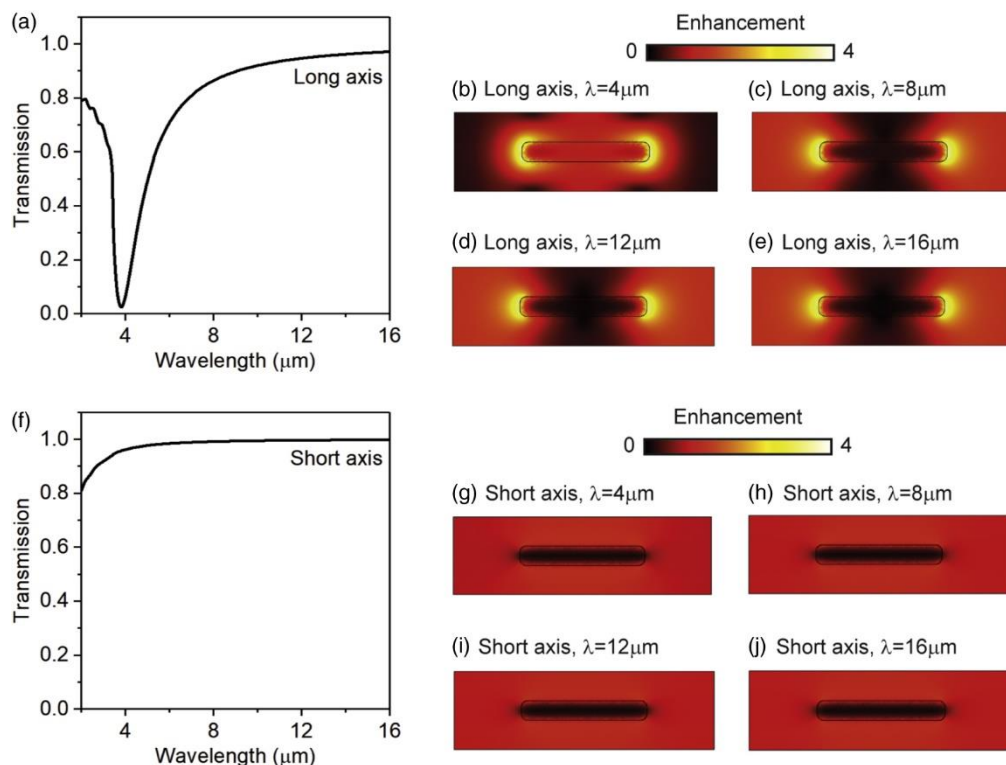 (a)
1.0
0.8
0.6
0.4
0.2
0.0
Transmission
Long axis
4 8 12 16
Wavelength (μm)
Enhancement
0 4
(b) Long axis, λ=4μm
(c) Long axis, λ=8μm
(d) Long axis, λ=12μm
(e) Long axis, λ=16μm
(f)
1.0
0.8
0.6
0.4
0.2
0.0
Transmission
Short axis
4 8 12 16
Wavelength (μm)
Enhancement
0 4
(g) Short axis, λ=4μm
(h) Short axis, λ=8μm
(i) Short axis, λ=12μm
(j) Short axis, λ=16μm